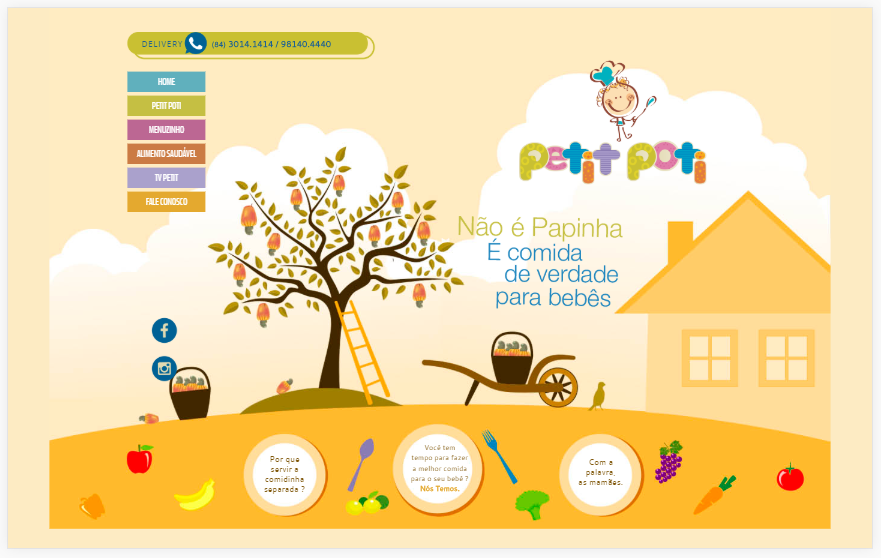 DELIVERY (84) 3014.1414 / 98140.4440
HOME
PETIT POTI
MENUZINHO
ALIMENTO SAUDÁVEL
TV PETIT
FALE CONOSCO
petit poti
Não é Papinha
É comida
de verdade
para bebês
Por que
servir a
comidinha
separada ?
Você tem
tempo para fazer
a melhor comida
para o seu bebê ?
Nós Temos.
Com a
palavra,
as mamães.